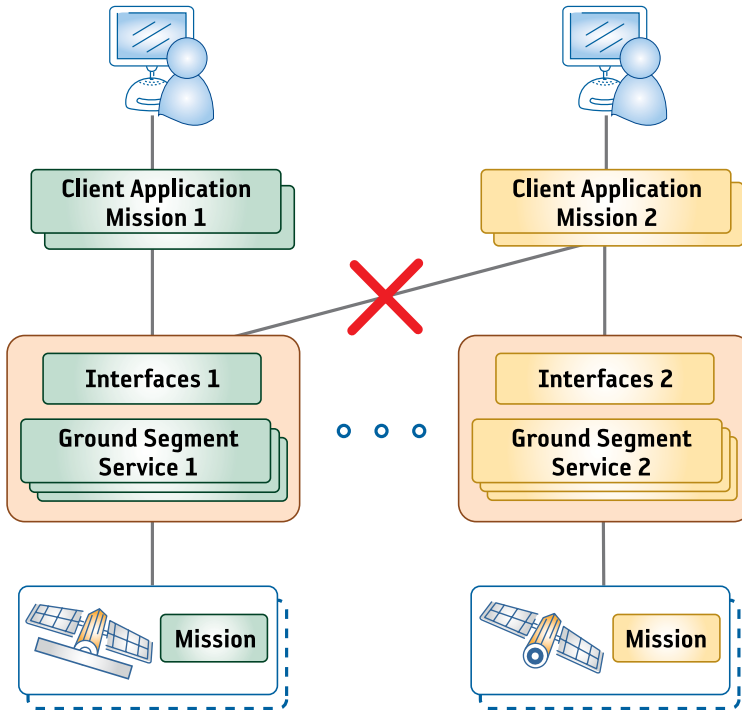 Client Application
Mission 1
Client Application
Mission 2
Interfaces 1
Interfaces 2
Ground Segment
Service 1
Ground Segment
Service 2
Mission
Mission